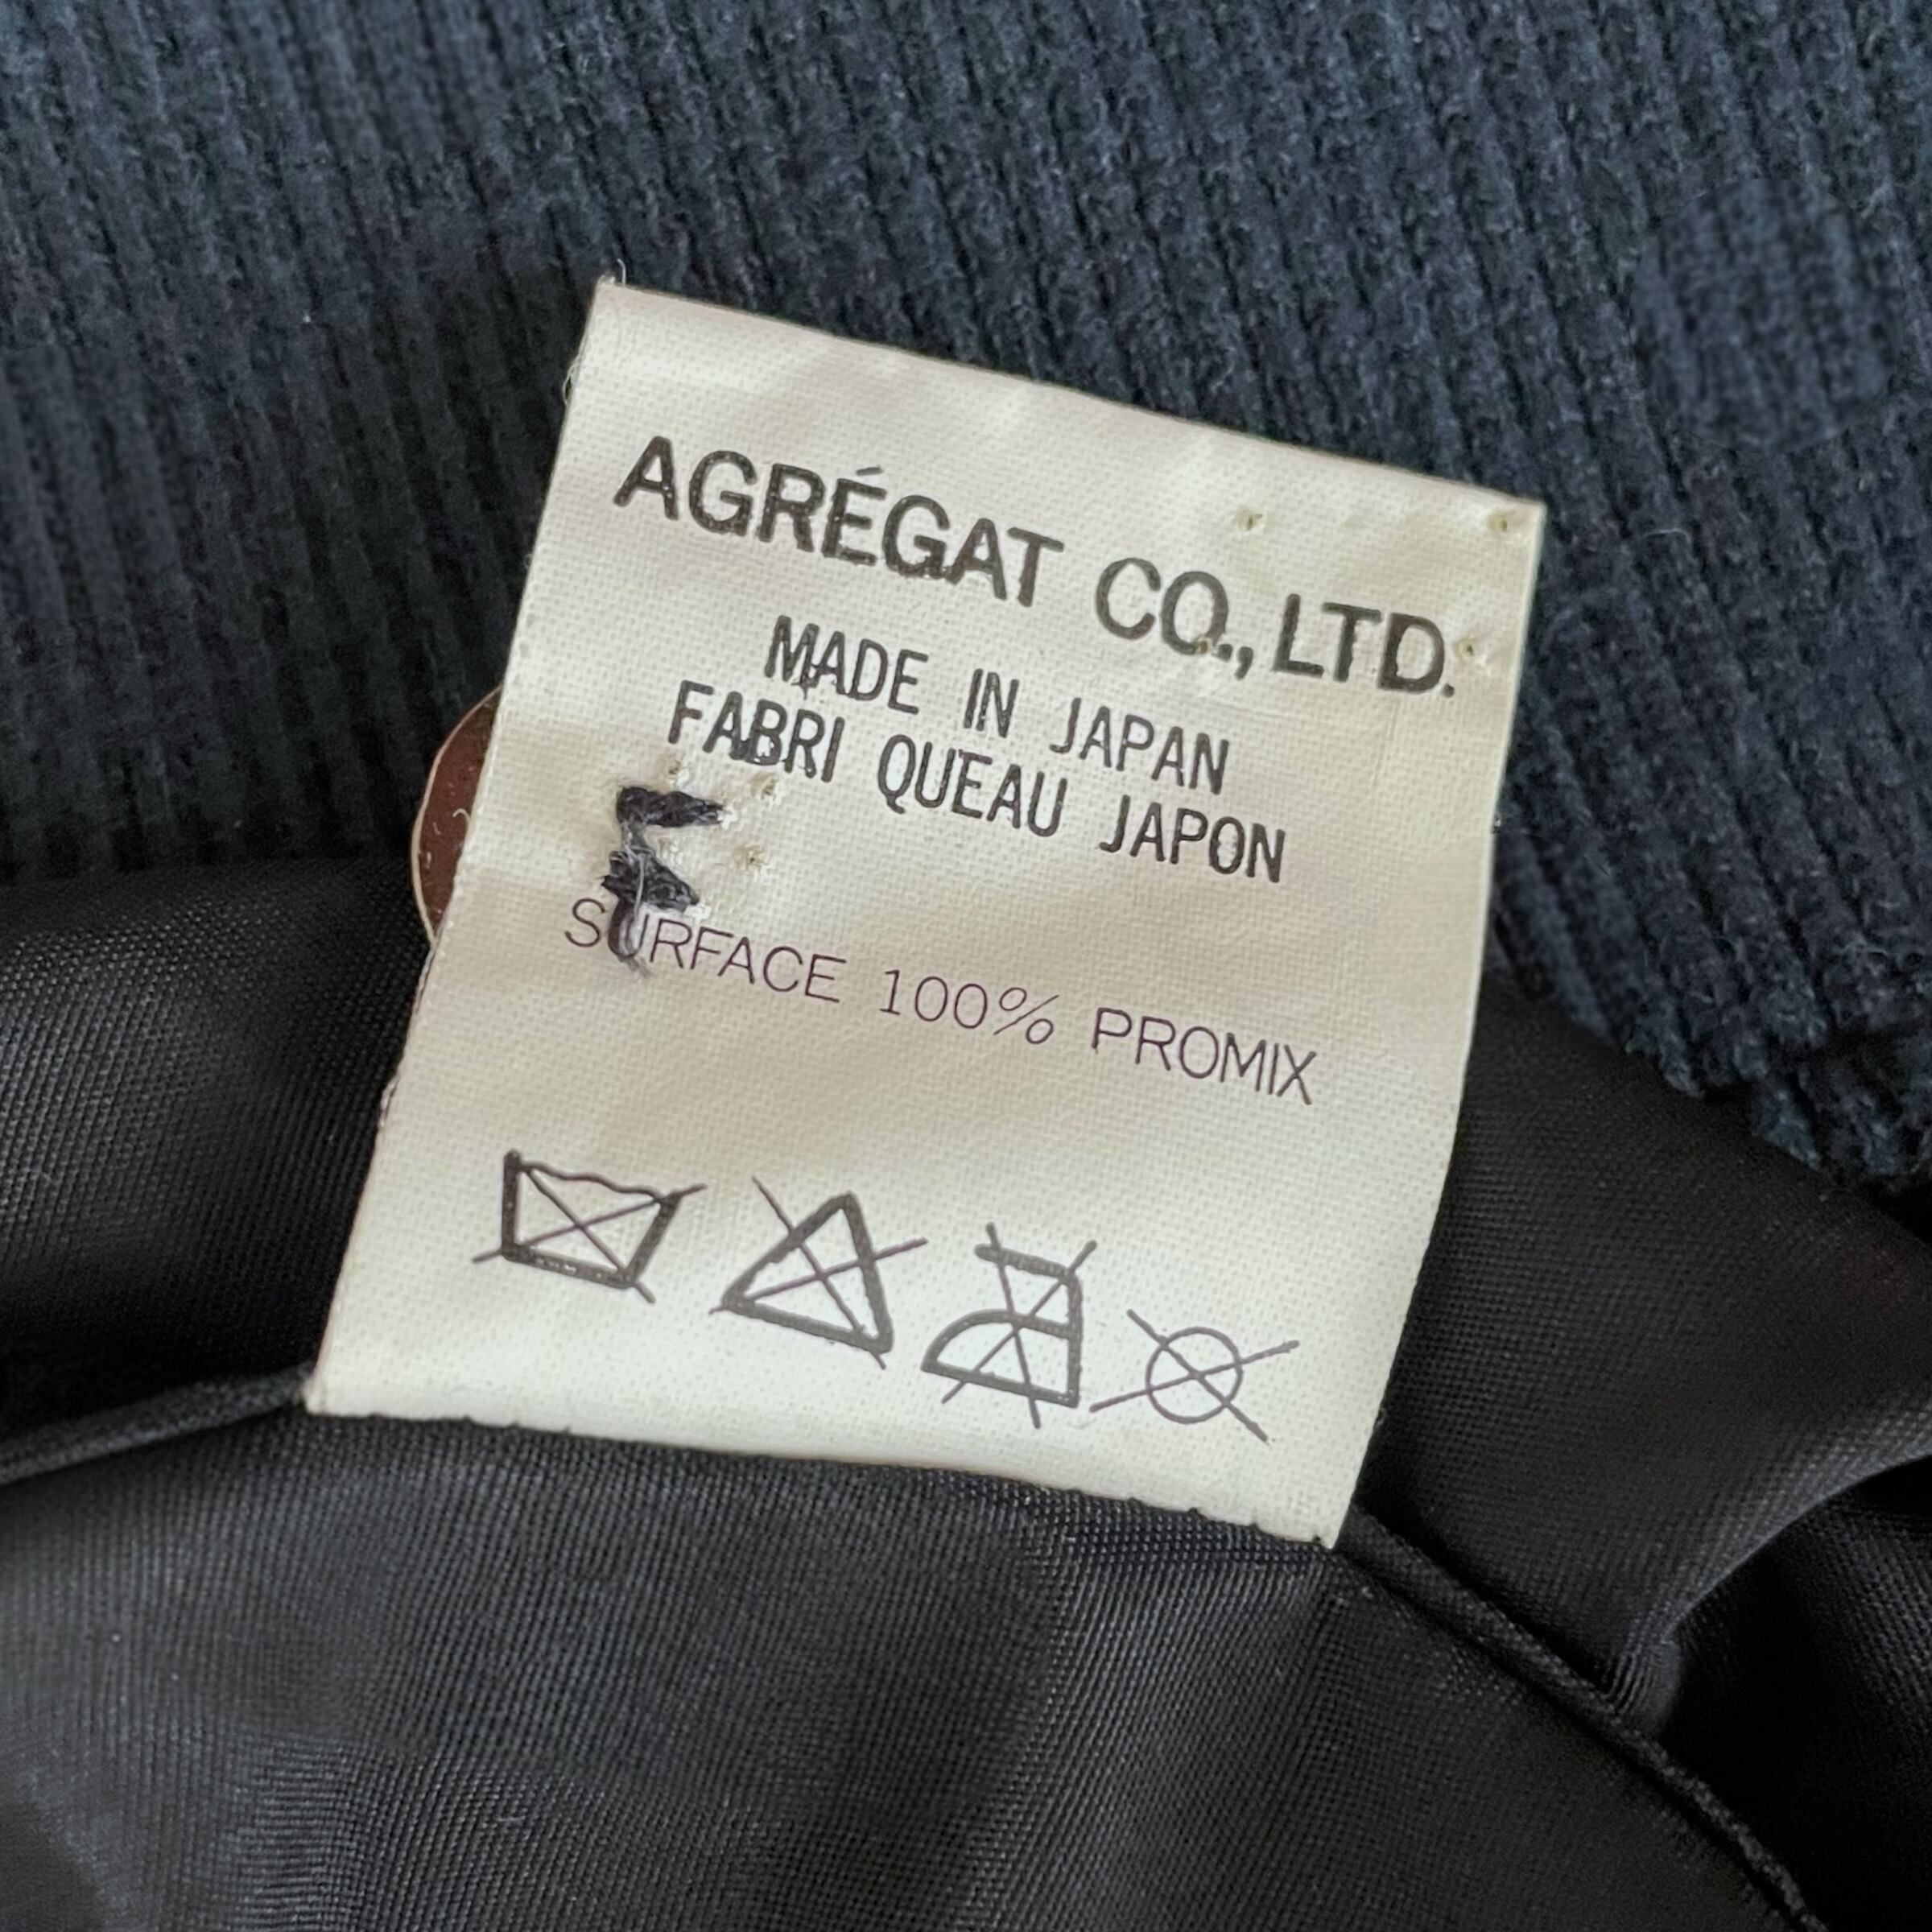 AGRÉGAT CO., LTD.
MADE IN JAPAN
FABRI QUEAU JAPON
SURFACE 100% PROMIX